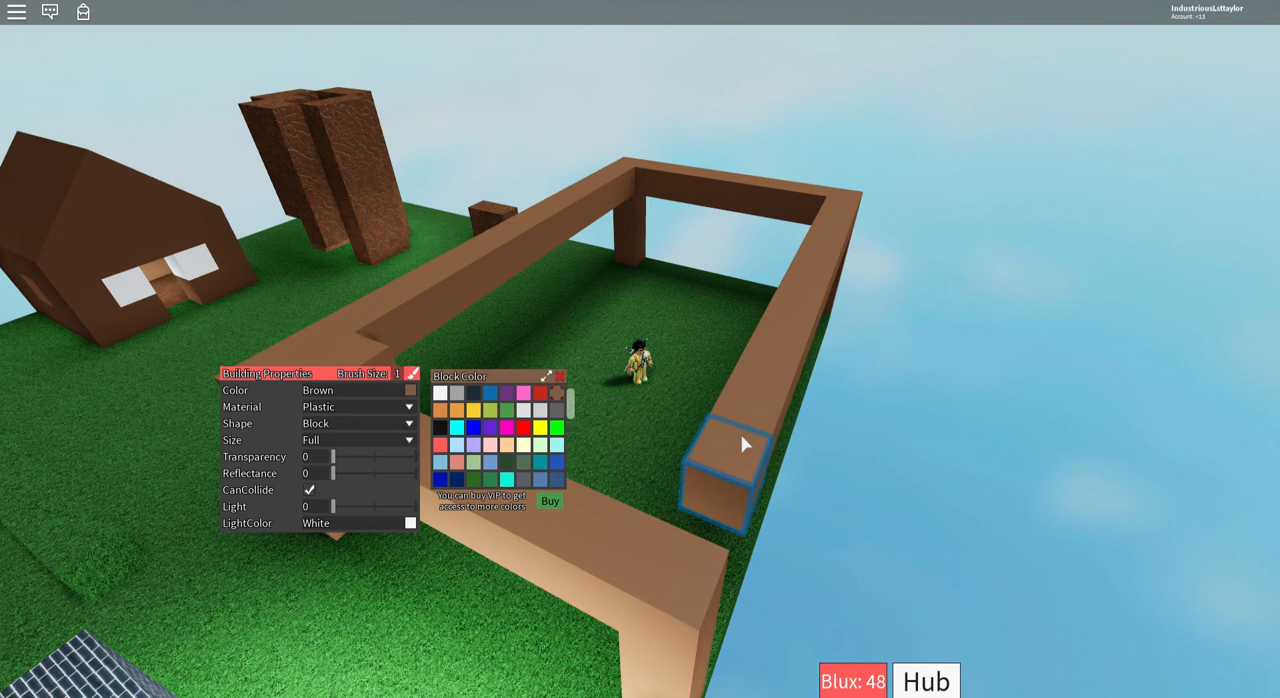 IndustriousLsttaylor
Account: <13
Building Properties Brush Size: 1
Color Brown
Material Plastic
Shape Block
Size Full
Transparency 0
Reflectance 0
CanCollide
Light 0
LightColor White
Block Color
You can buy VIP to get
access to more colors
Buy
Blux: 48
Hub